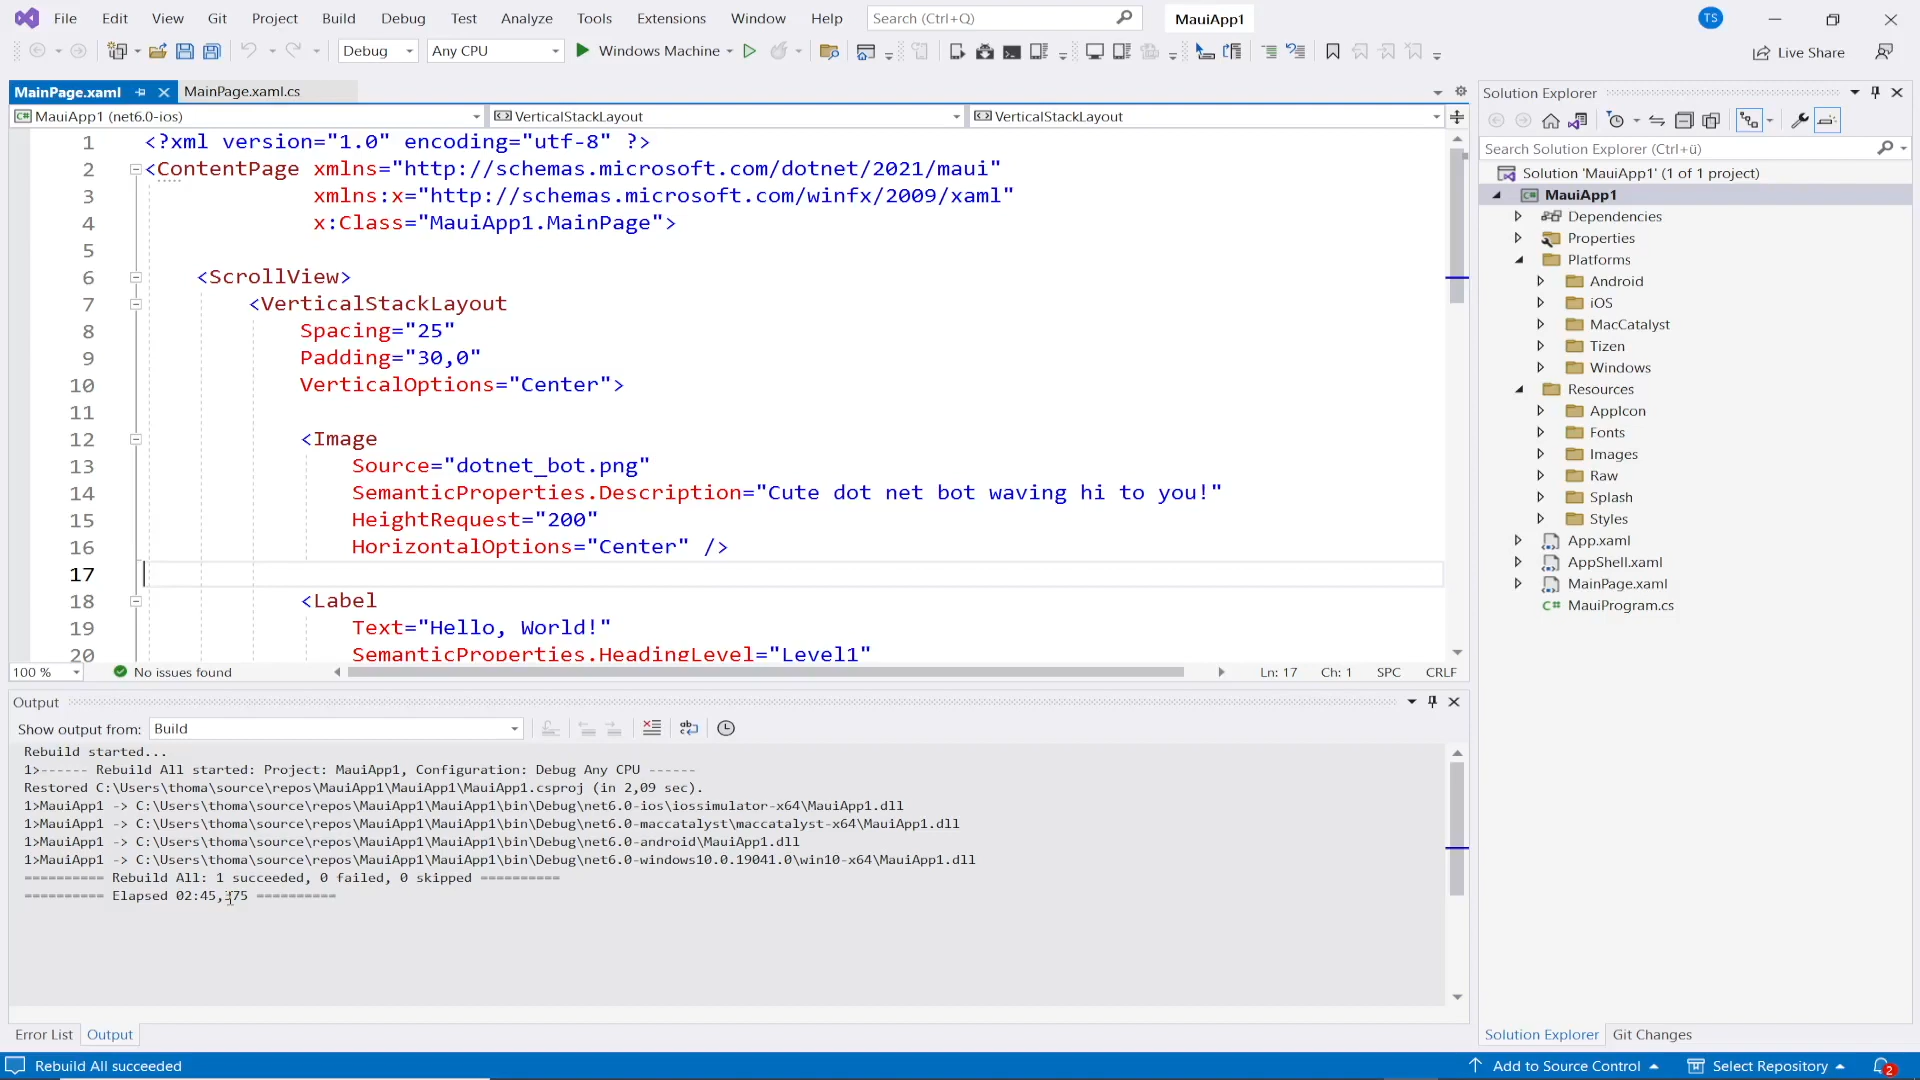 File Edit View Git Project Build Debug Test Analyze Tools Extensions Window Help Search (Ctrl+Q) MauiApp1 TS
Debug Any CPU Windows Machine Live Share
MainPage.xaml MainPage.xaml.cs
MauiApp1 (net6.0-ios) VerticalStackLayout VerticalStackLayout
1 <?xml version="1.0" encoding="utf-8" ?>
2 <ContentPage xmlns="http://schemas.microsoft.com/dotnet/2021/maui"
3 xmlns:x="http://schemas.microsoft.com/winfx/2009/xaml"
4 x:Class="MauiApp1.MainPage">
5
6 <ScrollView>
7 <VerticalStackLayout
8 Spacing="25"
9 Padding="30,0"
10 VerticalOptions="Center">
11
12 <Image
13 Source="dotnet_bot.png"
14 SemanticProperties.Description="Cute dot net bot waving hi to you!"
15 HeightRequest="200"
16 HorizontalOptions="Center" />
17
18 <Label
19 Text="Hello, World!"
20 SemanticProperties.HeadingLevel="Level1"
100 % No issues found Ln: 17 Ch: 1 SPC CRLF
Output
Show output from: Build
Rebuild started...
1>------ Rebuild All started: Project: MauiApp1, Configuration: Debug Any CPU ------
Restored C:\Users\thoma\source\repos\MauiApp1\MauiApp1\MauiApp1.csproj (in 2,09 sec).
1>MauiApp1 -> C:\Users\thoma\source\repos\MauiApp1\MauiApp1\bin\Debug\net6.0-ios\iossimulator-x64\MauiApp1.dll
1>MauiApp1 -> C:\Users\thoma\source\repos\MauiApp1\MauiApp1\bin\Debug\net6.0-maccatalyst\maccatalyst-x64\MauiApp1.dll
1>MauiApp1 -> C:\Users\thoma\source\repos\MauiApp1\MauiApp1\bin\Debug\net6.0-android\MauiApp1.dll
1>MauiApp1 -> C:\Users\thoma\source\repos\MauiApp1\MauiApp1\bin\Debug\net6.0-windows10.0.19041.0\win10-x64\MauiApp1.dll
========== Rebuild All: 1 succeeded, 0 failed, 0 skipped ==========
========== Elapsed ==========
Error List Output
Solution Explorer
Search Solution Explorer (Ctrl+ü)
Solution 'MauiApp1' (1 of 1 project)
MauiApp1
Dependencies
Properties
Platforms
Android
iOS
MacCatalyst
Tizen
Windows
Resources
AppIcon
Fonts
Images
Raw
Splash
Styles
App.xaml
AppShell.xaml
MainPage.xaml
C# MauiProgram.cs
Solution Explorer Git Changes
Rebuild All succeeded Add to Source Control Select Repository 2